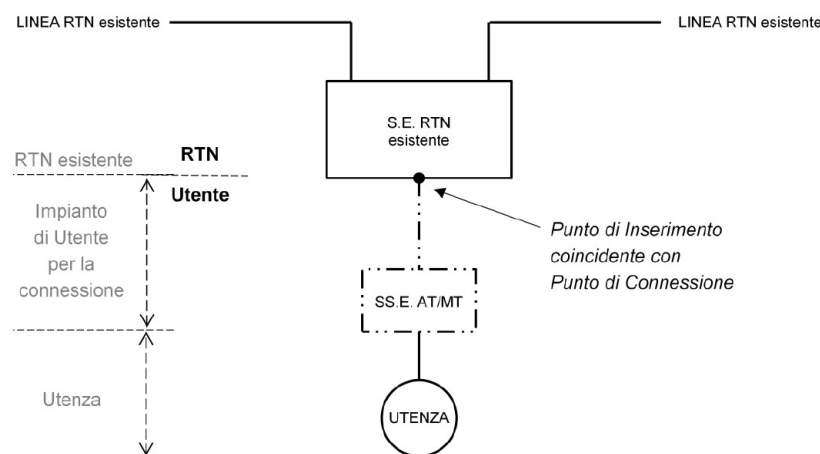 LINEA RTN esistente
LINEA RTN esistente
S.E. RTN
esistente
RTN esistente
RTN
Utente
Impianto
di Utente
per la
connessione
Punto di Inserimento
coincidente con
Punto di Connessione
SS.E. AT/MT
Utenza
UTENZA